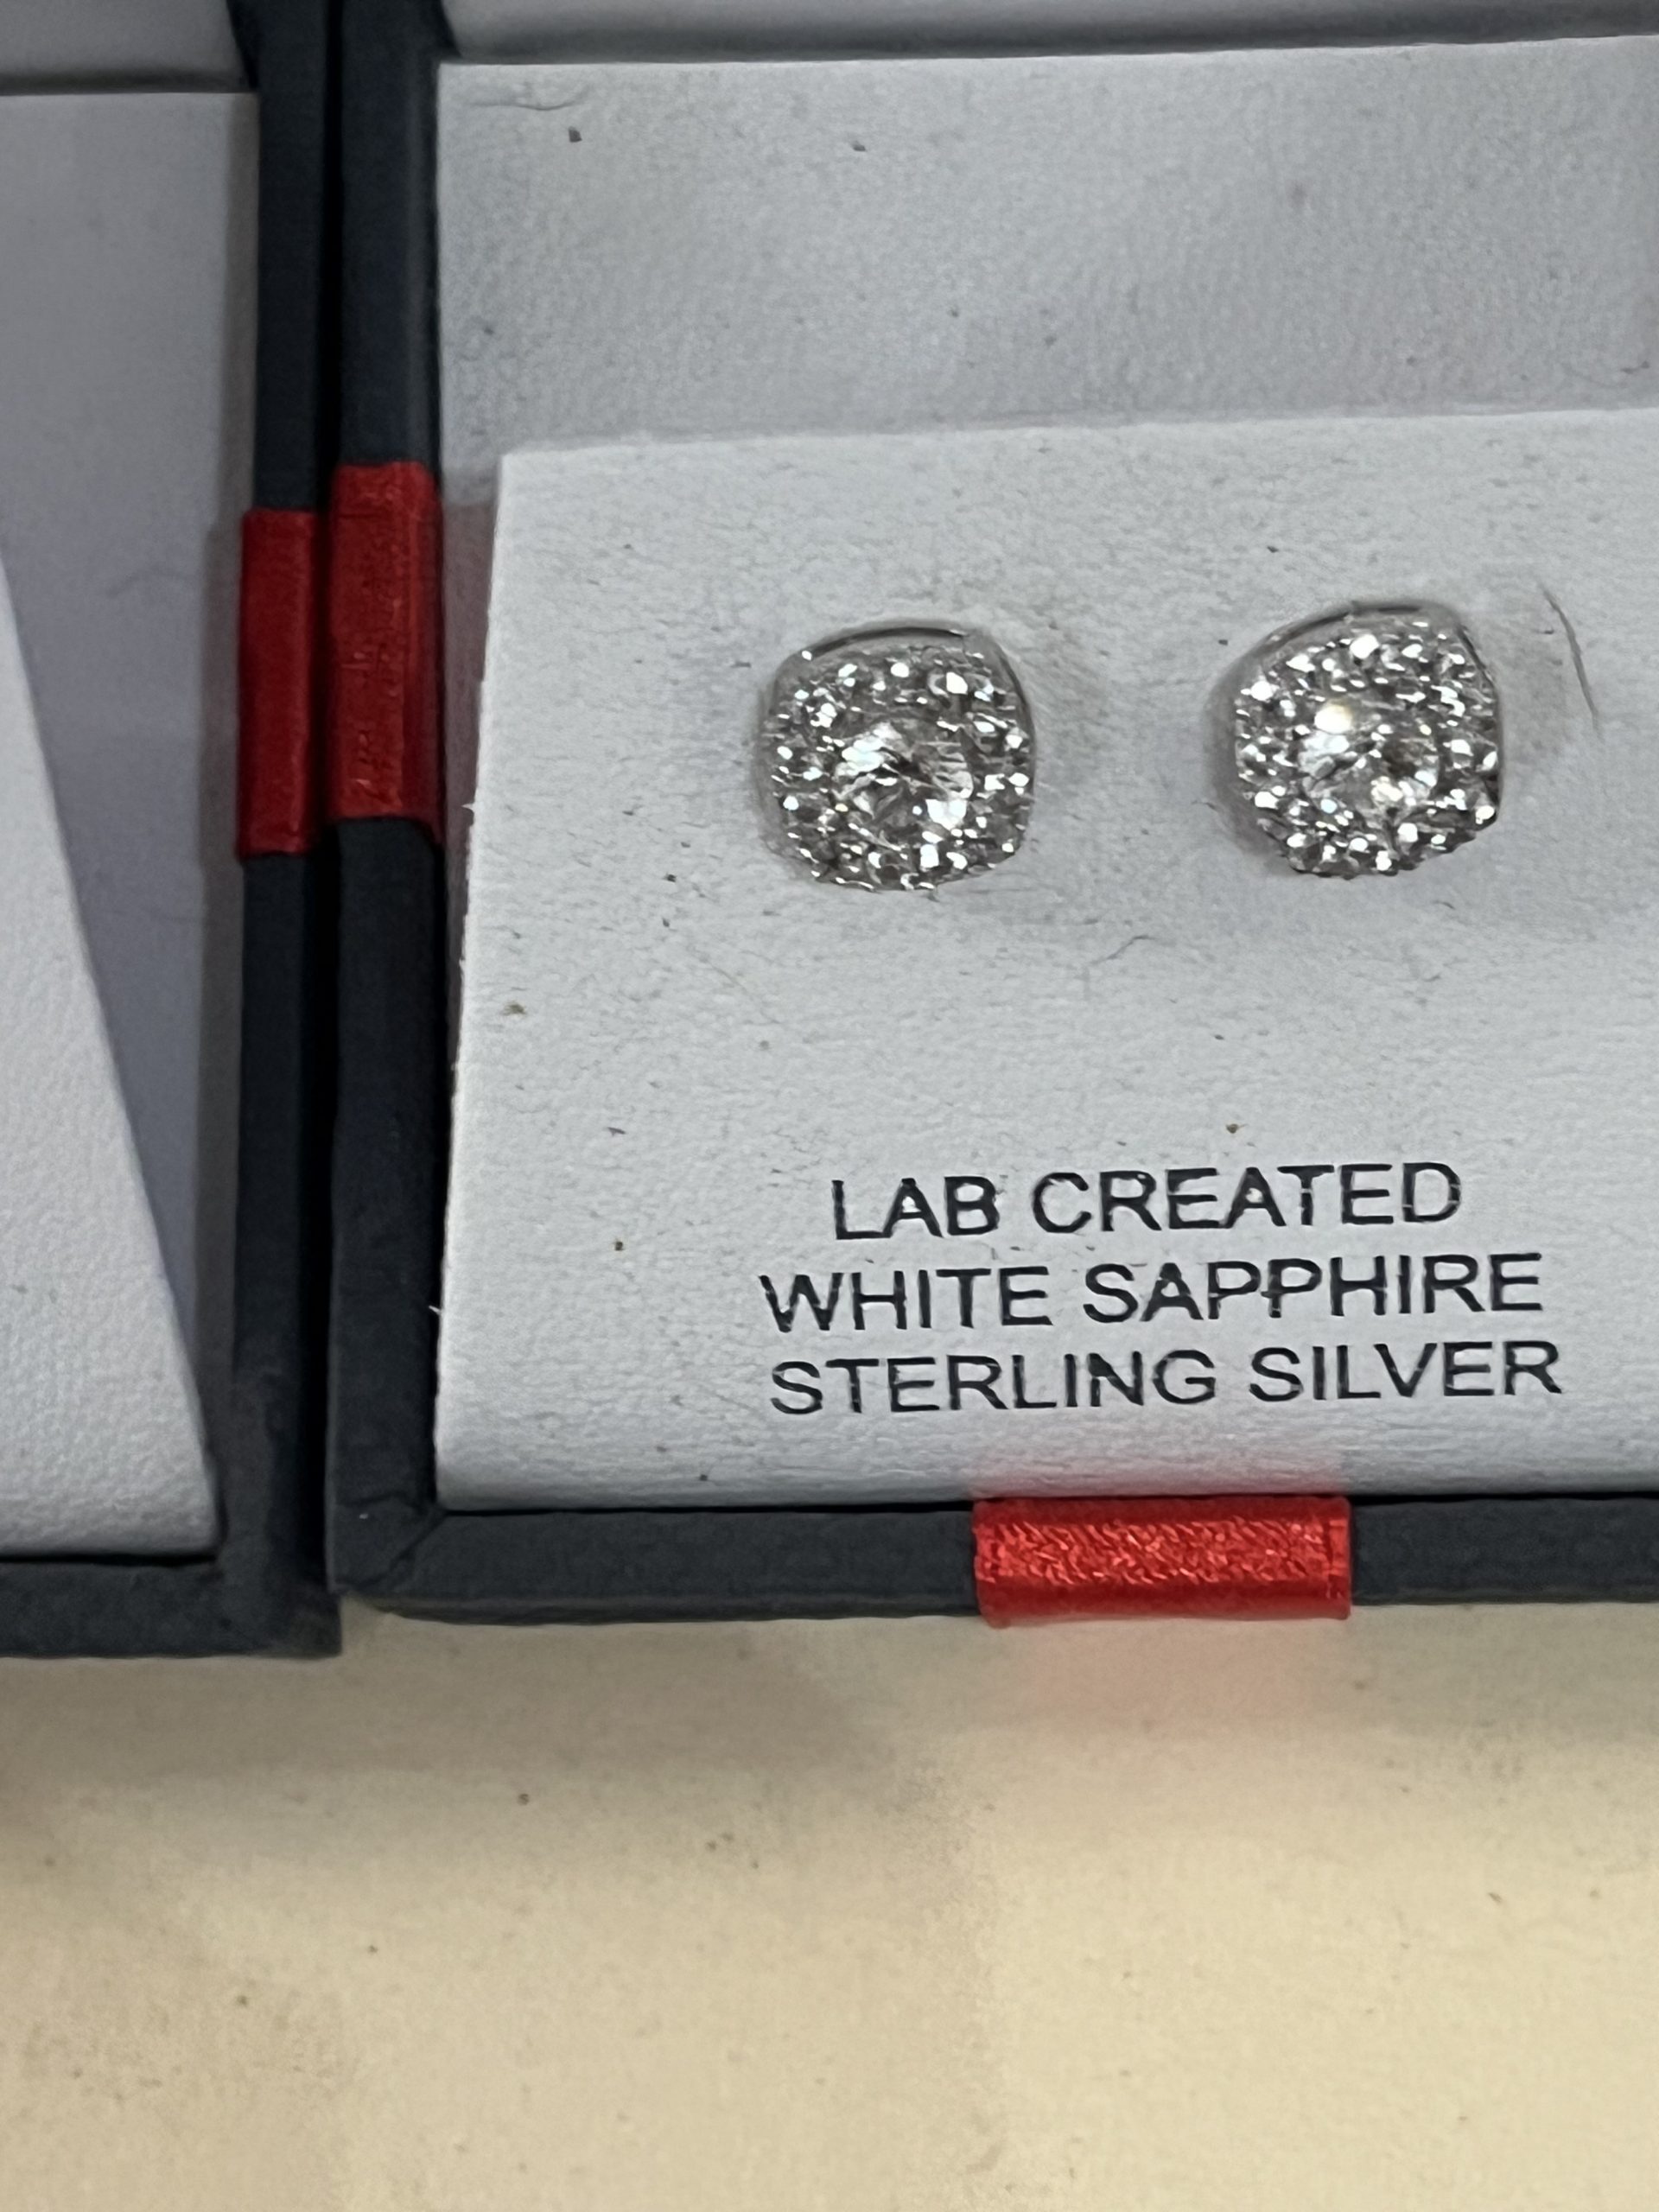 LAB CREATED
WHITE SAPPHIRE
STERLING SILVER